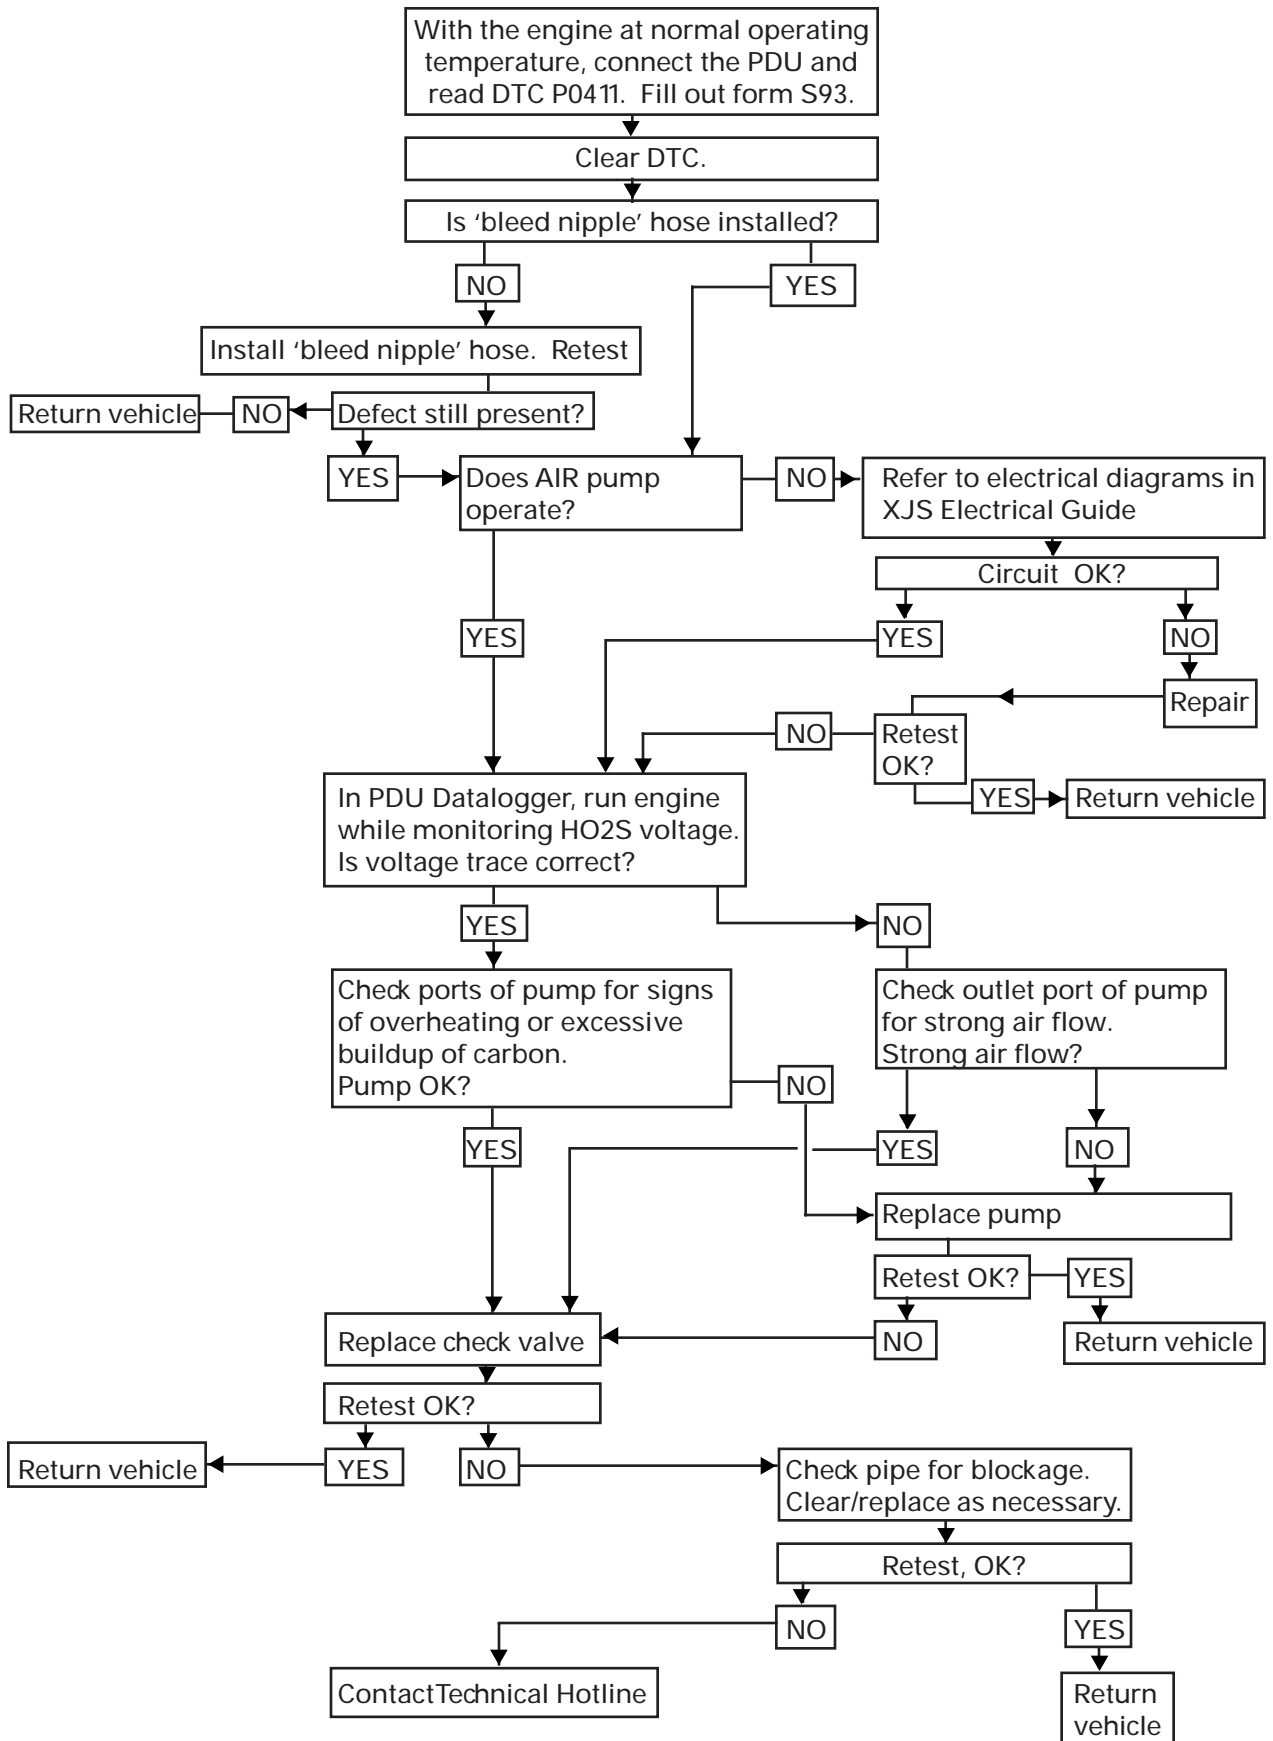 With the engine at normal operating
temperature, connect the PDU and
read DTC P0411. Fill out form S93.
Clear DTC.
Is ‘bleed nipple’ hose installed?
NO
YES
Install ‘bleed nipple’ hose. Retest
Return vehicle
NO
Defect still present?
YES
Does AIR pump
operate?
NO
Refer to electrical diagrams in
XJS Electrical Guide
Circuit OK?
YES
YES
NO
Repair
NO
Retest
OK?
YES
Return vehicle
In PDU Datalogger, run engine
while monitoring HO2S voltage.
Is voltage trace correct?
YES
NO
Check ports of pump for signs
of overheating or excessive
buildup of carbon.
Pump OK?
NO
Check outlet port of pump
for strong air flow.
Strong air flow?
YES
YES
NO
Replace pump
Retest OK?
YES
NO
Return vehicle
Replace check valve
Retest OK?
Return vehicle
YES
NO
Check pipe for blockage.
Clear/replace as necessary.
Retest, OK?
NO
YES
Contact Technical Hotline
Return
vehicle